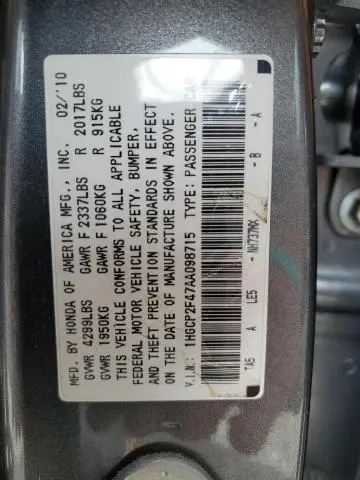 MFD. BY HONDA OF AMERICA MFG., INC. 02/'10
GVWR 4299LBS GAWR F 2337LBS R 2017LBS
GVWR 1950KG GAWR F 1060KG R 915KG
THIS VEHICLE CONFORMS TO ALL APPLICABLE
FEDERAL MOTOR VEHICLE SAFETY, BUMPER,
AND THEFT PREVENTION STANDARDS IN EFFECT
ON THE DATE OF MANUFACTURE SHOWN ABOVE.
V.I.N.: 1HGCP2F47AA098715 TYPE: PASSENGER CAR
TA5 A LE5 - NH737MX - B - A